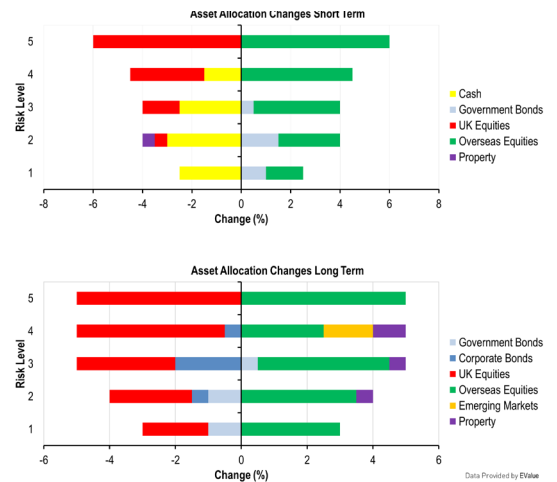 Asset Allocation Changes Short Term
Risk Level
5
4
3
2
1
-8 -6 -4 -2 0 2 4 6 8
Change (%)
Cash
Government Bonds
UK Equities
Overseas Equities
Property
Asset Allocation Changes Long Term
Risk Level
5
4
3
2
1
-6 -4 -2 0 2 4 6
Change (%)
Government Bonds
Corporate Bonds
UK Equities
Overseas Equities
Emerging Markets
Property
Data Provided by EValue